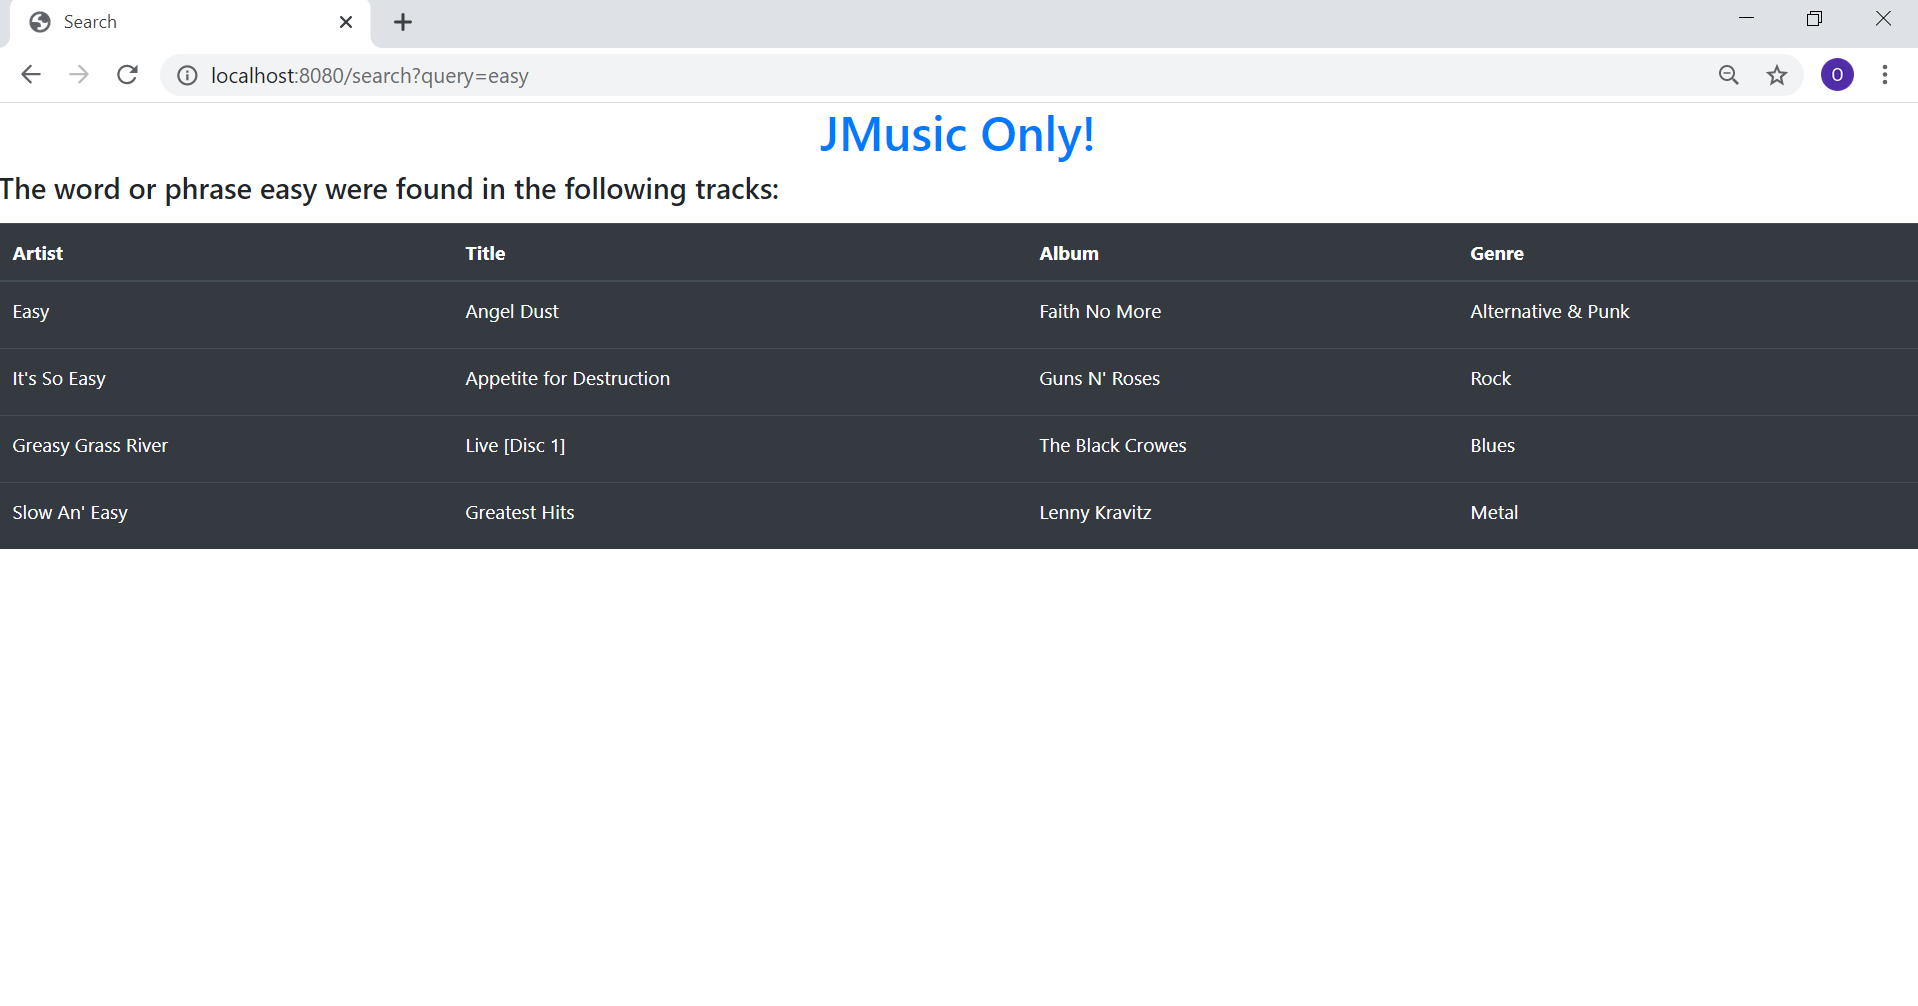 Search
localhost:8080/search?query=easy
O
JMusic Only!
The word or phrase easy were found in the following tracks:
Artist Title Album Genre
Easy Angel Dust Faith No More Alternative & Punk
It's So Easy Appetite for Destruction Guns N' Roses Rock
Greasy Grass River Live [Disc 1] The Black Crowes Blues
Slow An' Easy Greatest Hits Lenny Kravitz Metal